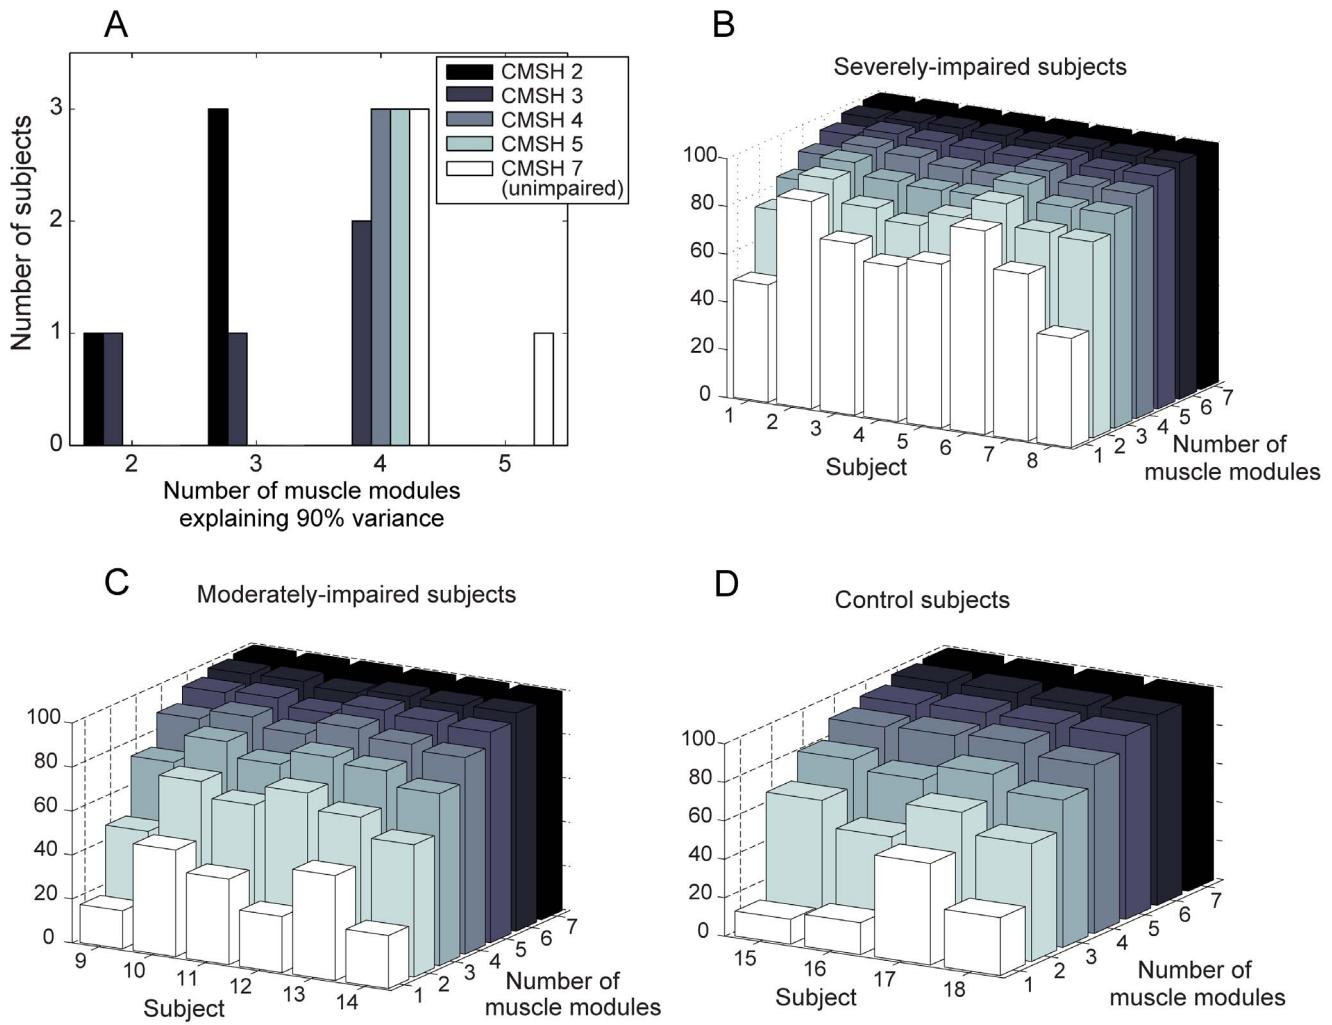 A
Number of subjects
3
2
1
0
2 3 4 5
Number of muscle modules
explaining 90% variance
CMSH 2
CMSH 3
CMSH 4
CMSH 5
CMSH 7
(unimpaired)
B
Severely-impaired subjects
100
80
60
40
20
0
1 2 3 4 5 6 7 8
Subject
1 2 3 4 5 6 7
Number of
muscle modules
C
Moderately-impaired subjects
100
80
60
40
20
0
9 10 11 12 13 14
Subject
1 2 3 4 5 6 7
Number of
muscle modules
D
Control subjects
100
80
60
40
20
0
15 16 17 18
Subject
1 2 3 4 5 6 7
Number of
muscle modules